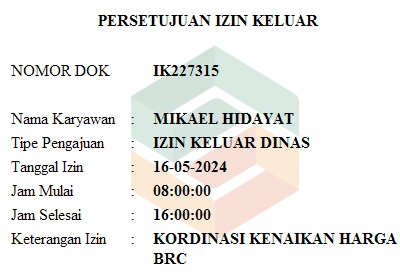 PERSETUJUAN IZIN KELUAR
NOMOR DOK IK227315
Nama Karyawan : MIKAEL HIDAYAT
Tipe Pengajuan : IZIN KELUAR DINAS
Tanggal Izin : 16-05-2024
Jam Mulai : 08:00:00
Jam Selesai : 16:00:00
Keterangan Izin : KORDINASI KENAIKAN HARGA
BRC